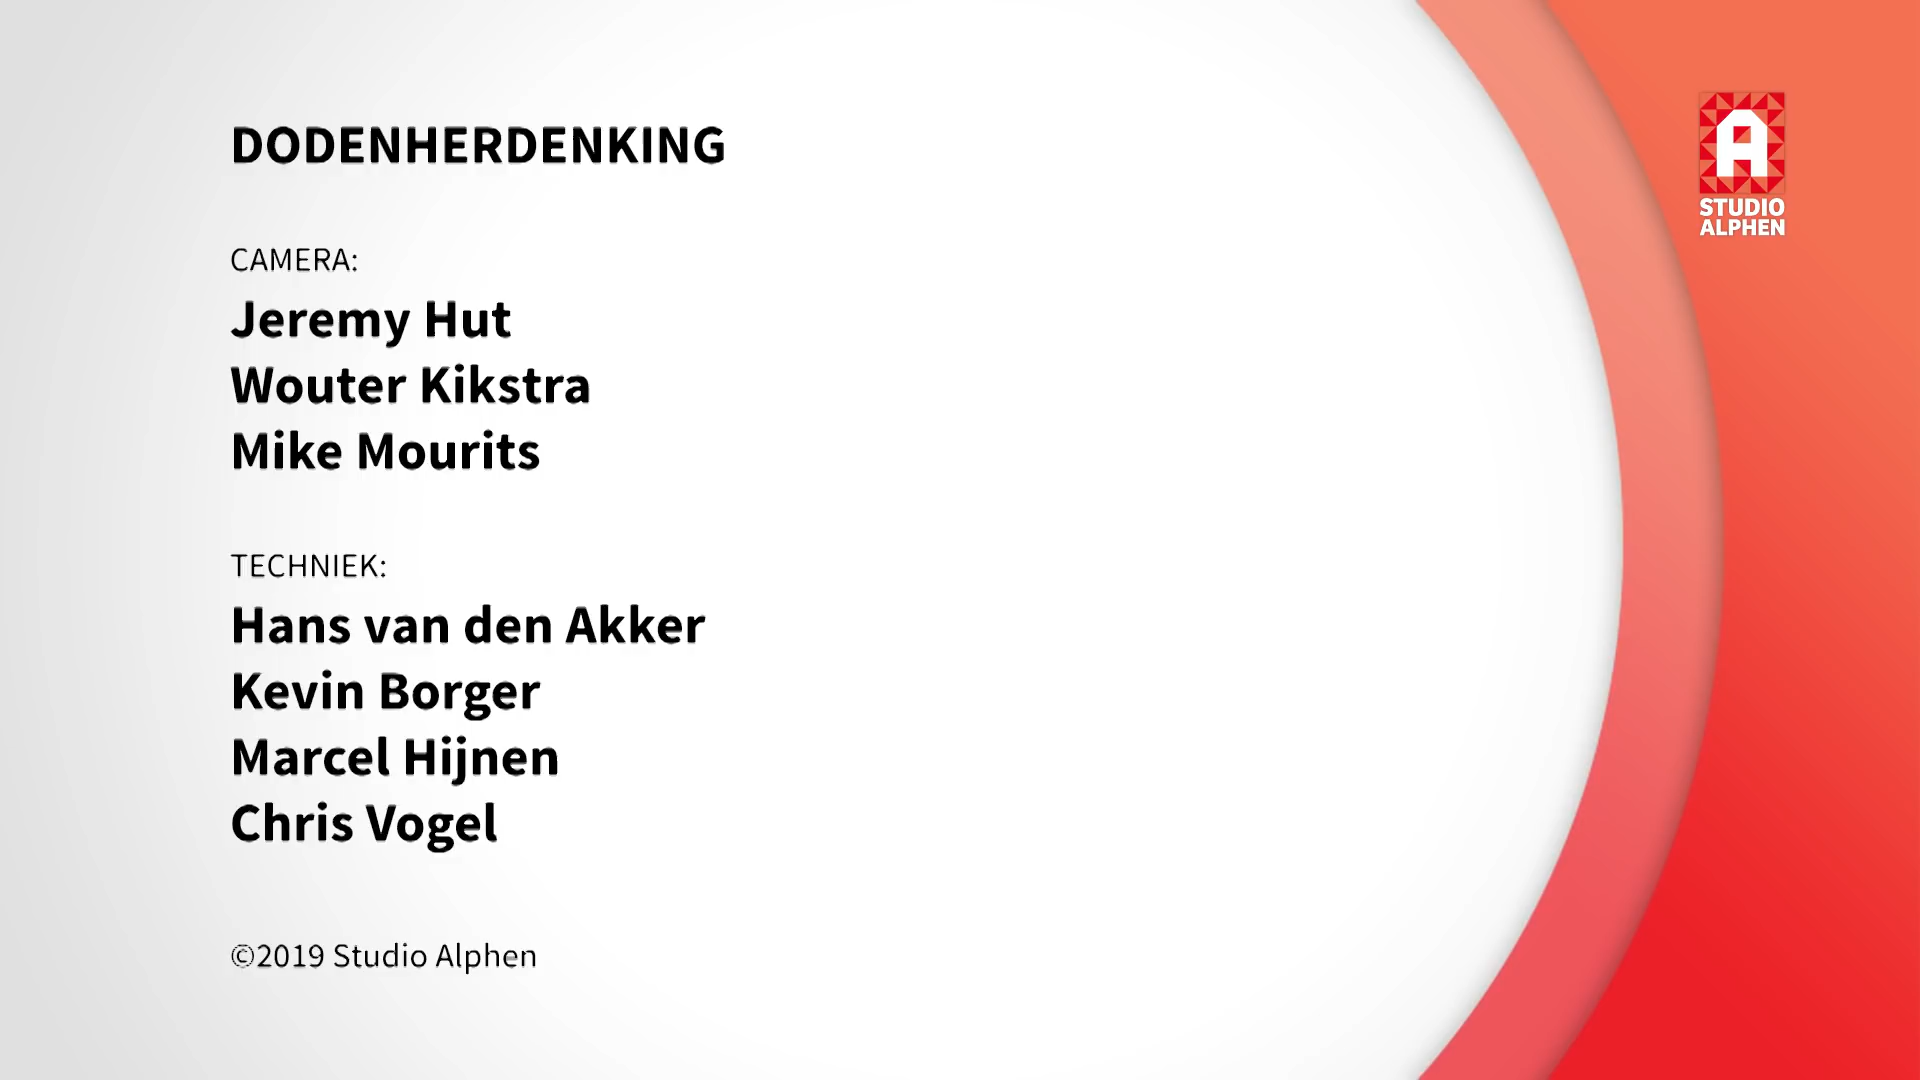 DODENHERDENKING
CAMERA:
Jeremy Hut
Wouter Kikstra
Mike Mourits
TECHNIEK:
Hans van den Akker
Kevin Borger
Marcel Hijnen
Chris Vogel
©2019 Studio Alphen
STUDIO
ALPHEN